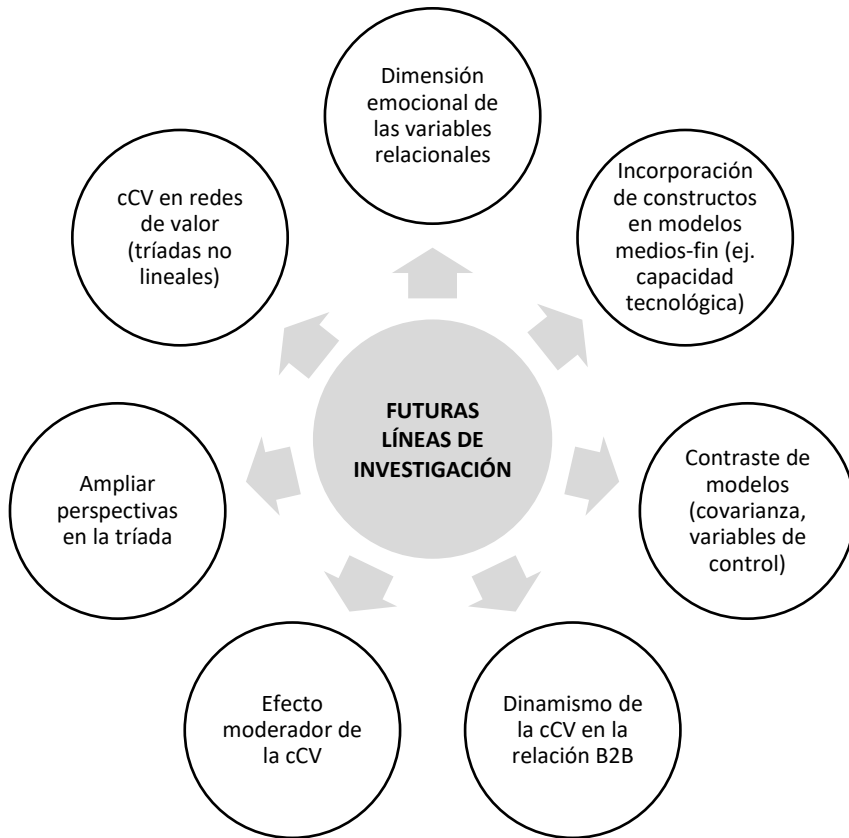 Dimensión
emocional de
las variables
relacionales
Incorporación
de constructos
en modelos
medios-fin (ej.
capacidad
tecnológica)
Contraste de
modelos
(covarianza,
variables de
control)
Dinamismo de
la cCV en la
relación B2B
Efecto
moderador de
la cCV
Ampliar
perspectivas
en la tríada
cCV en redes
de valor
(tríadas no
lineales)
FUTURAS
LÍNEAS DE
INVESTIGACIÓN